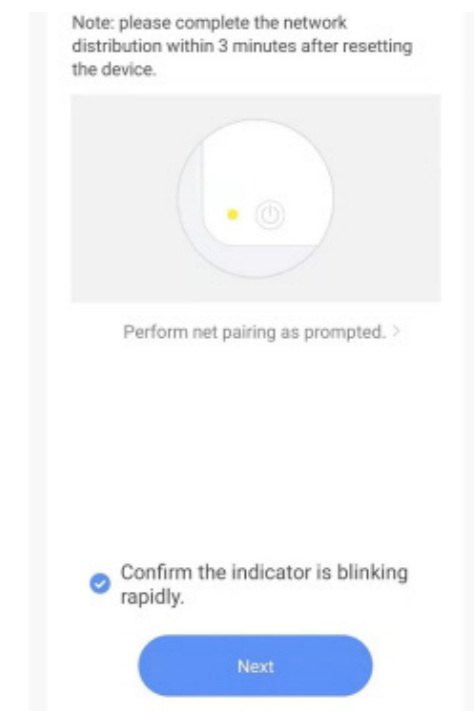 Note: please complete the network
distribution within 3 minutes after resetting
the device.
Perform net pairing as prompted. >
Confirm the indicator is blinking
rapidly.
Next